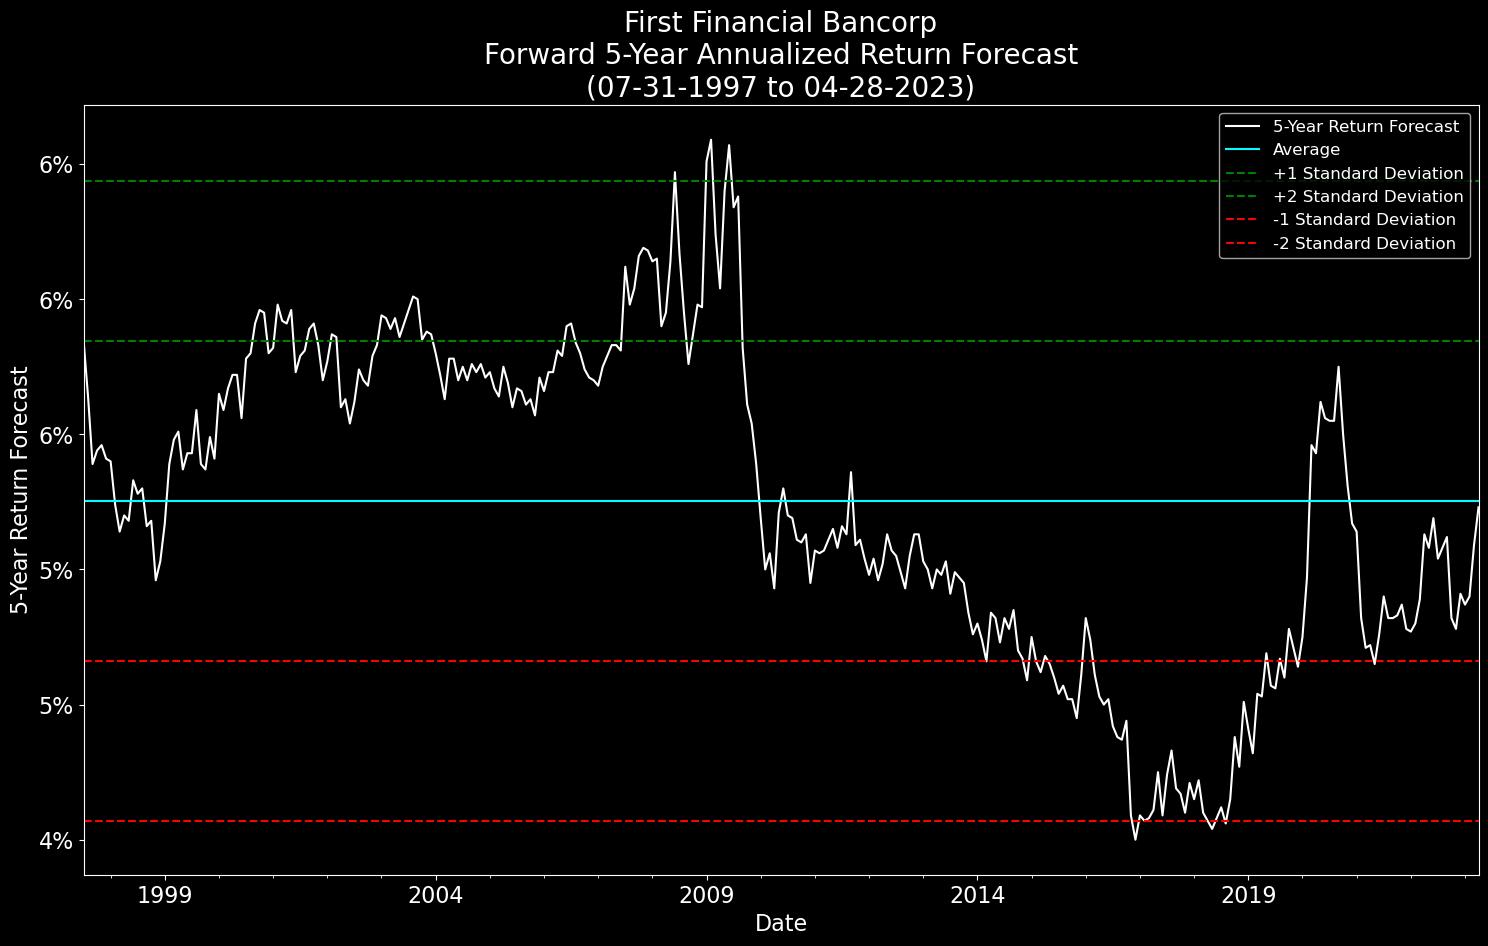 First Financial Bancorp
Forward 5-Year Annualized Return Forecast
(07-31-1997 to 04-28-2023)
5-Year Return Forecast
Average
+1 Standard Deviation
+2 Standard Deviation
-1 Standard Deviation
-2 Standard Deviation
6%
6%
6%
5%
5%
4%
5-Year Return Forecast
1999
2004
2009
2014
2019
Date